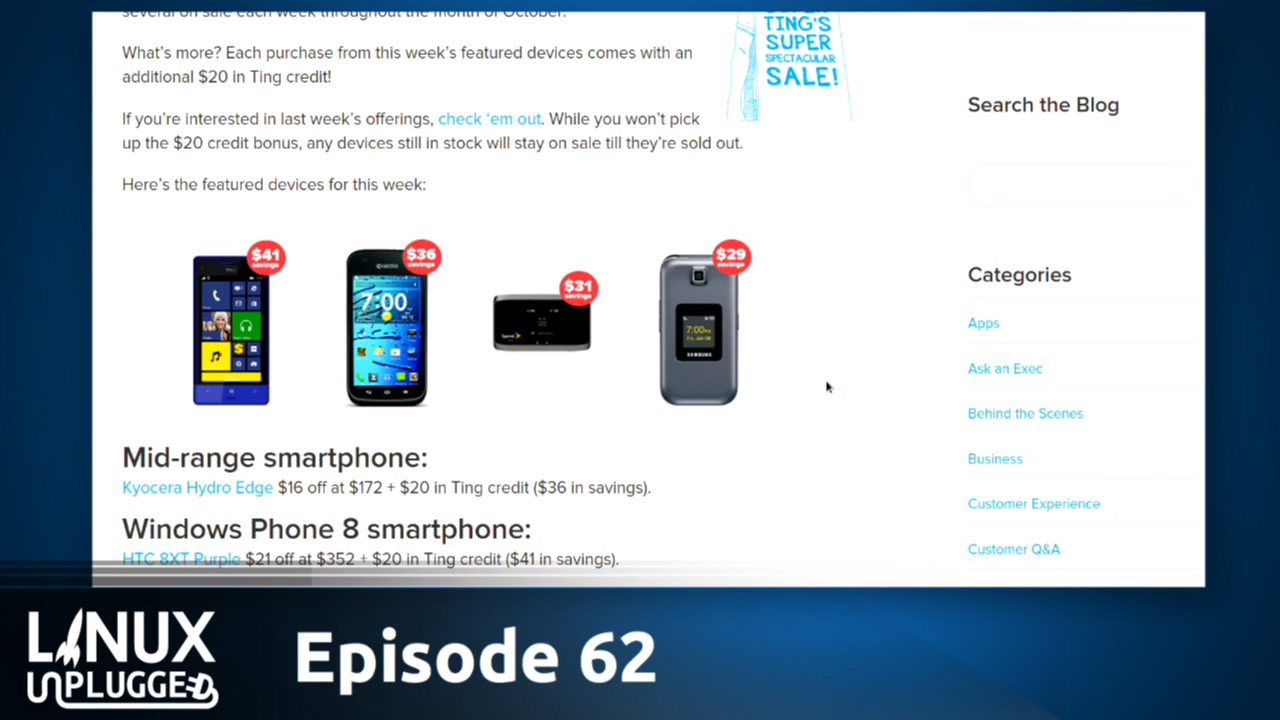 several on sale each week throughout the month of October.
What's more? Each purchase from this week's featured devices comes with an
additional $20 in Ting credit!
If you're interested in last week's offerings, check 'em out. While you won't pick
up the $20 credit bonus, any devices still in stock will stay on sale till they're sold out.
Here's the featured devices for this week:
SUPER
TING'S
SUPER
SPECTACULAR
SALE!
Search the Blog
$41
savings
$36
savings
$31
savings
$29
savings
KYOCERA
7:00
Sprint
7:00
SAMSUNG
Mid-range smartphone:
Kyocera Hydro Edge $16 off at $172 + $20 in Ting credit ($36 in savings).
Windows Phone 8 smartphone:
HTC 8XT Purple $21 off at $352 + $20 in Ting credit ($41 in savings).
Categories
Apps
Ask an Exec
Behind the Scenes
Business
Customer Experience
Customer Q&A
LINUX
UNPLUGGED
Episode 62